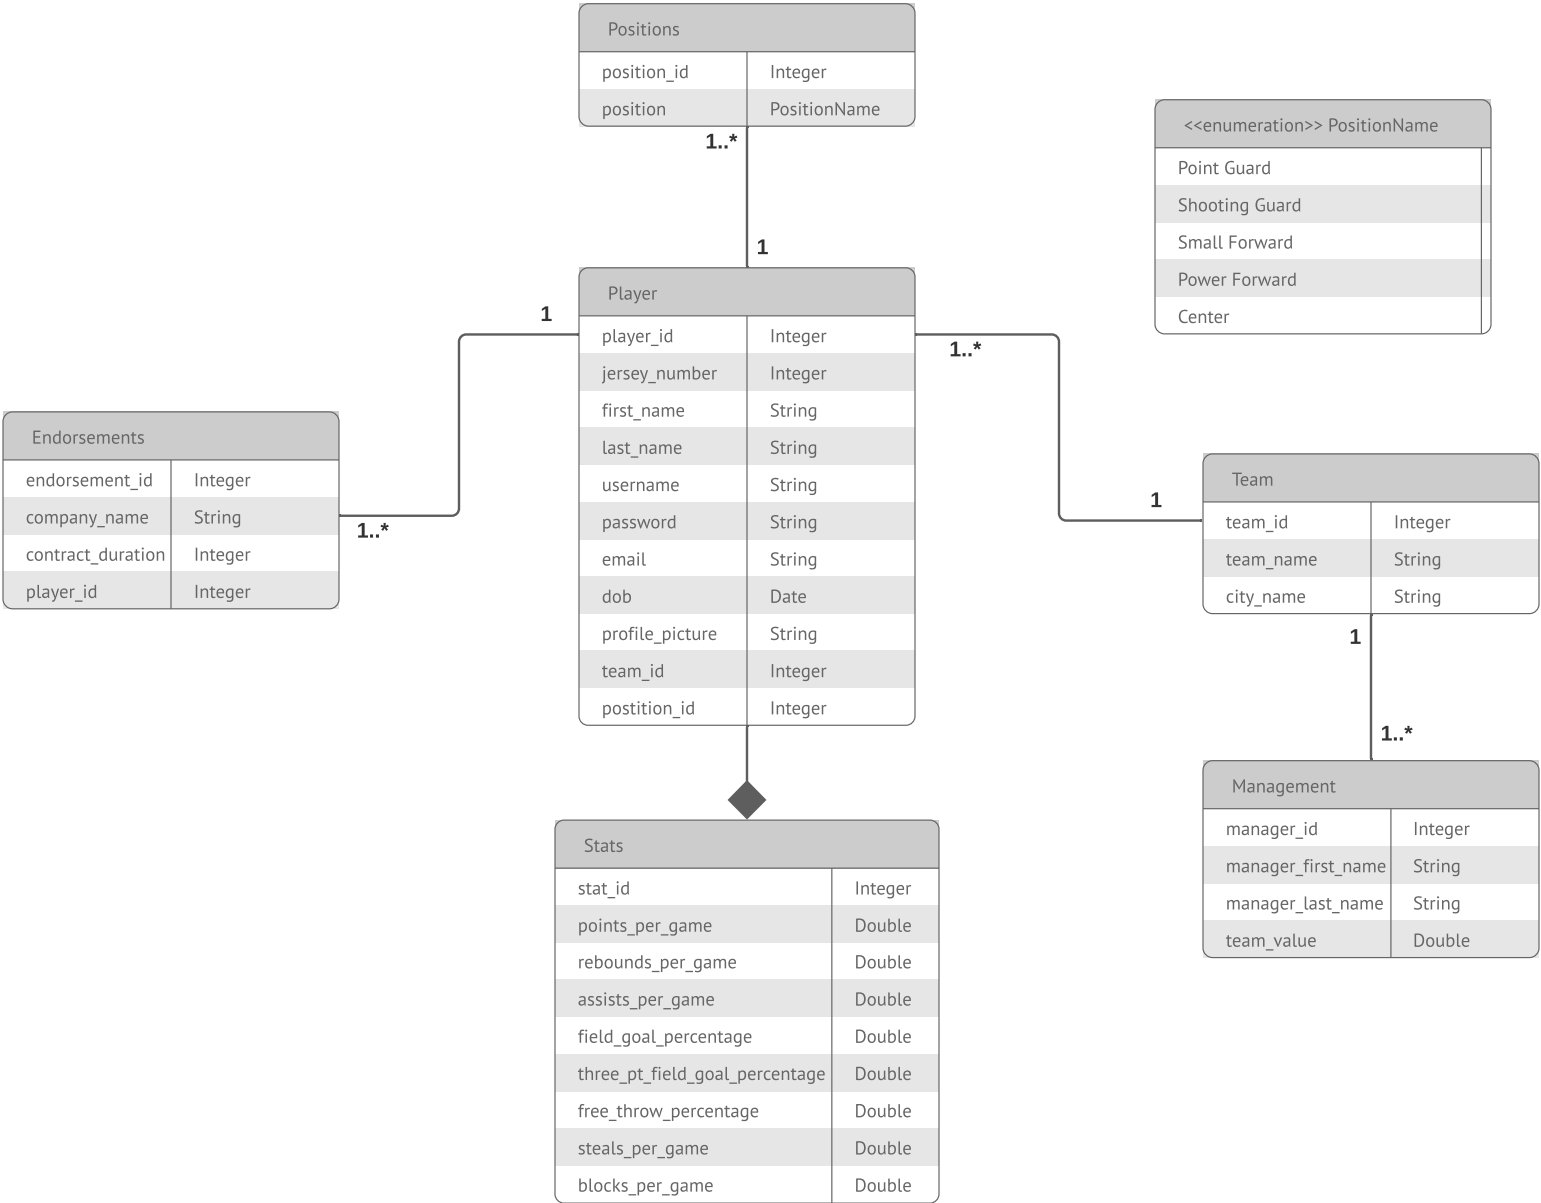 Positions
position_id Integer
position PositionName
1..*
1
<<enumeration>> PositionName
Point Guard
Shooting Guard
Small Forward
Power Forward
Center
Player
player_id Integer
jersey_number Integer
first_name String
last_name String
username String
password String
email String
dob Date
profile_picture String
team_id Integer
postition_id Integer
1
1..*
Endorsements
endorsement_id Integer
company_name String
contract_duration Integer
player_id Integer
1..*
1
Team
team_id Integer
team_name String
city_name String
1
1..*
Management
manager_id Integer
manager_first_name String
manager_last_name String
team_value Double
Stats
stat_id Integer
points_per_game Double
rebounds_per_game Double
assists_per_game Double
field_goal_percentage Double
three_pt_field_goal_percentage Double
free_throw_percentage Double
steals_per_game Double
blocks_per_game Double